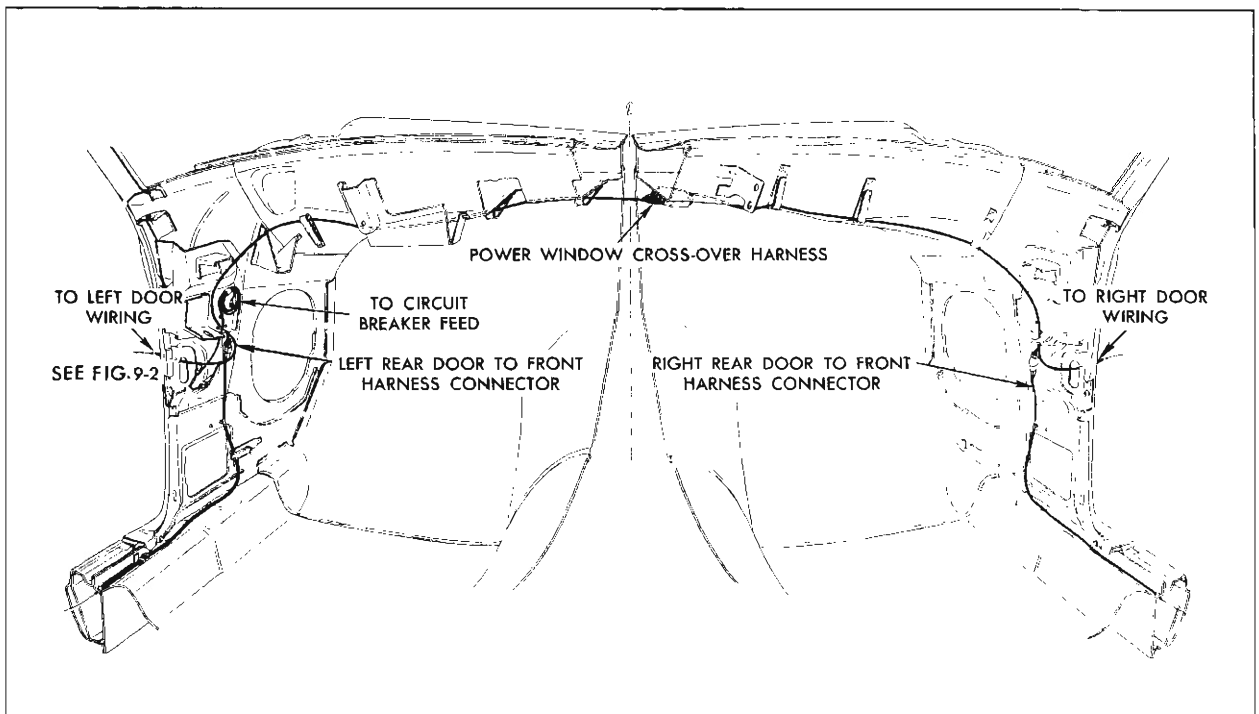 ℄
POWER WINDOW CROSS-OVER HARNESS
TO LEFT DOOR
WIRING
SEE FIG.9-2
TO CIRCUIT
BREAKER FEED
LEFT REAR DOOR TO FRONT
HARNESS CONNECTOR
RIGHT REAR DOOR TO FRONT
HARNESS CONNECTOR
TO RIGHT DOOR
WIRING